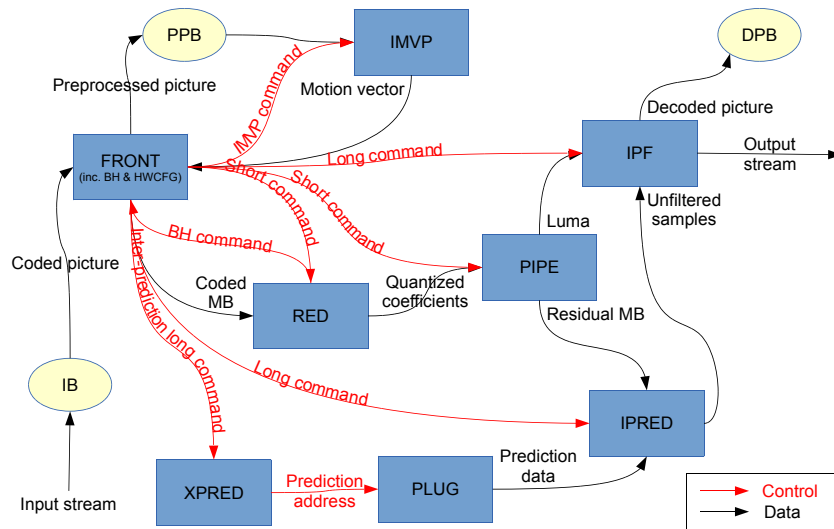 PPB
IMVP
DPB
Preprocessed picture
IMVP command
Motion vector
Decoded picture
FRONT
(inc. BH & HWCFG)
Long command
IPF
Output
stream
Short command
Short command
Unfiltered
samples
Luma
BH command
Coded picture
Inter-prediction long command
Coded
MB
RED
Quantized
coefficients
PIPE
Residual MB
IB
Long command
IPRED
Input stream
XPRED
Prediction
address
PLUG
Prediction
data
Control
Data